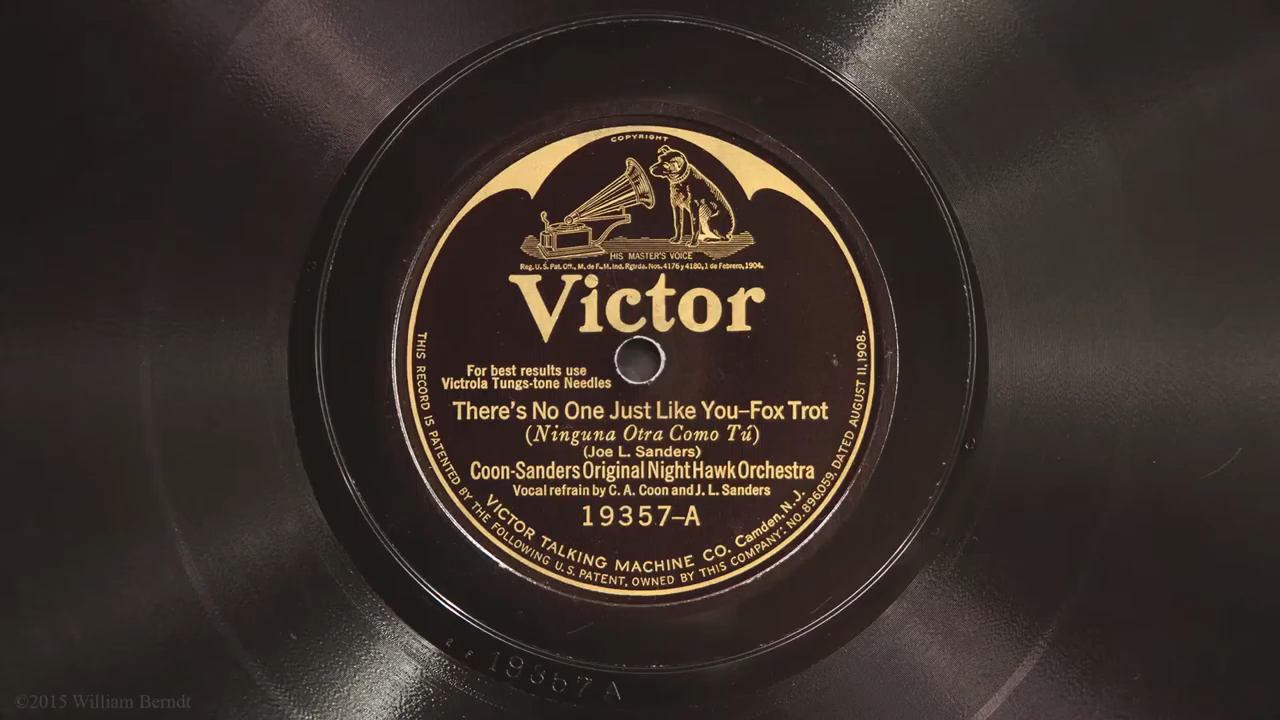 COPYRIGHT
HIS MASTER'S VOICE
Reg. U.S. Pat. Off., M. de F., M. Ind. Rgtrda. Nos. 4176 y 4180, 1 de Febrero, 1904.
Victor
For best results use
Victrola Tungs-tone Needles
There's No One Just Like You–Fox Trot
(Ninguna Otra Como Tú)
(Joe L. Sanders)
Coon-Sanders Original Night Hawk Orchestra
Vocal refrain by C. A. Coon and J. L. Sanders
19357–A
VICTOR TALKING MACHINE CO. Camden, N. J.
THIS RECORD IS PATENTED BY THE FOLLOWING U.S. PATENT, OWNED BY THIS COMPANY: NO. 896,059, DATED AUGUST 11, 1908.
19357 A
©2015 William Berndt